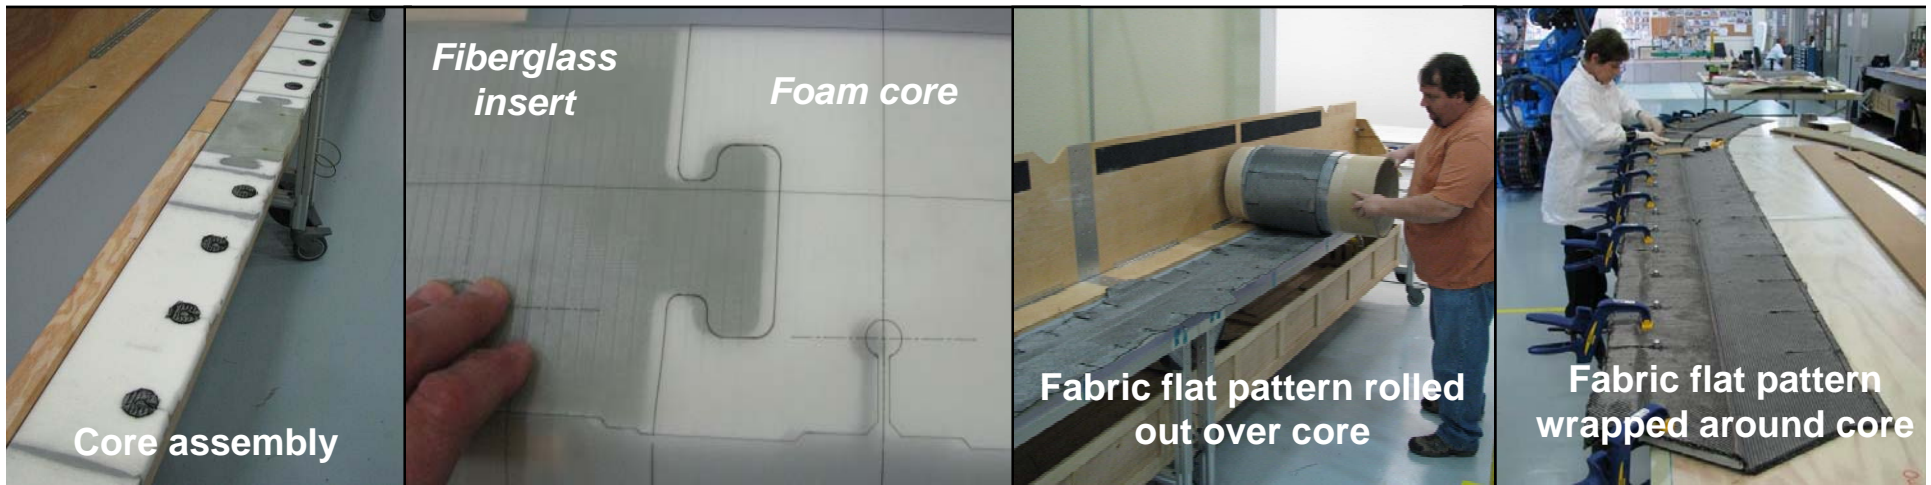 Core assembly
Fiberglass
insert
Foam core
Fabric flat pattern rolled
out over core
Fabric flat pattern
wrapped around core